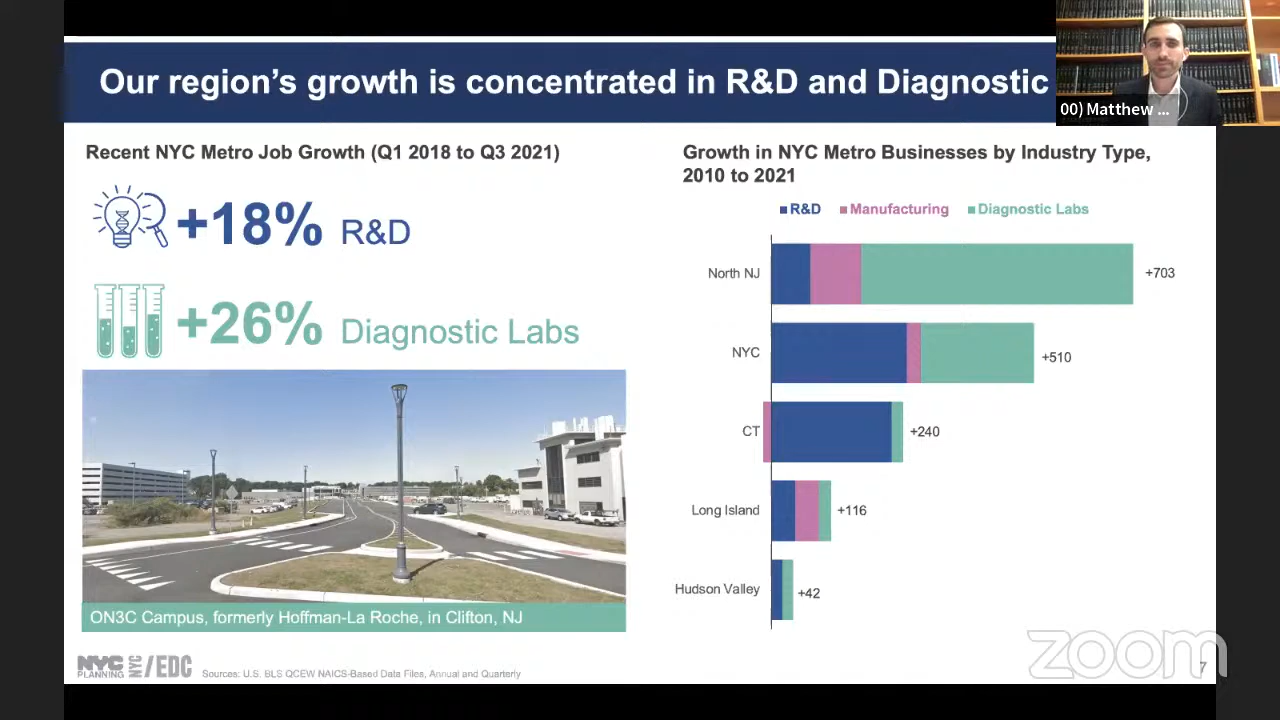 Our region's growth is concentrated in R&D and Diagnostic
00) Matthew ...
Recent NYC Metro Job Growth (Q1 2018 to Q3 2021)
+18% R&D
+26% Diagnostic Labs
ON3C Campus, formerly Hoffman-La Roche, in Clifton, NJ
Growth in NYC Metro Businesses by Industry Type,
2010 to 2021
R&D Manufacturing Diagnostic Labs
North NJ +703
NYC +510
CT +240
Long Island +116
Hudson Valley +42
NYC
PLANNING
NYC/EDC
Sources: U.S. BLS QCEW NAICS-Based Data Files, Annual and Quarterly
zoom
7